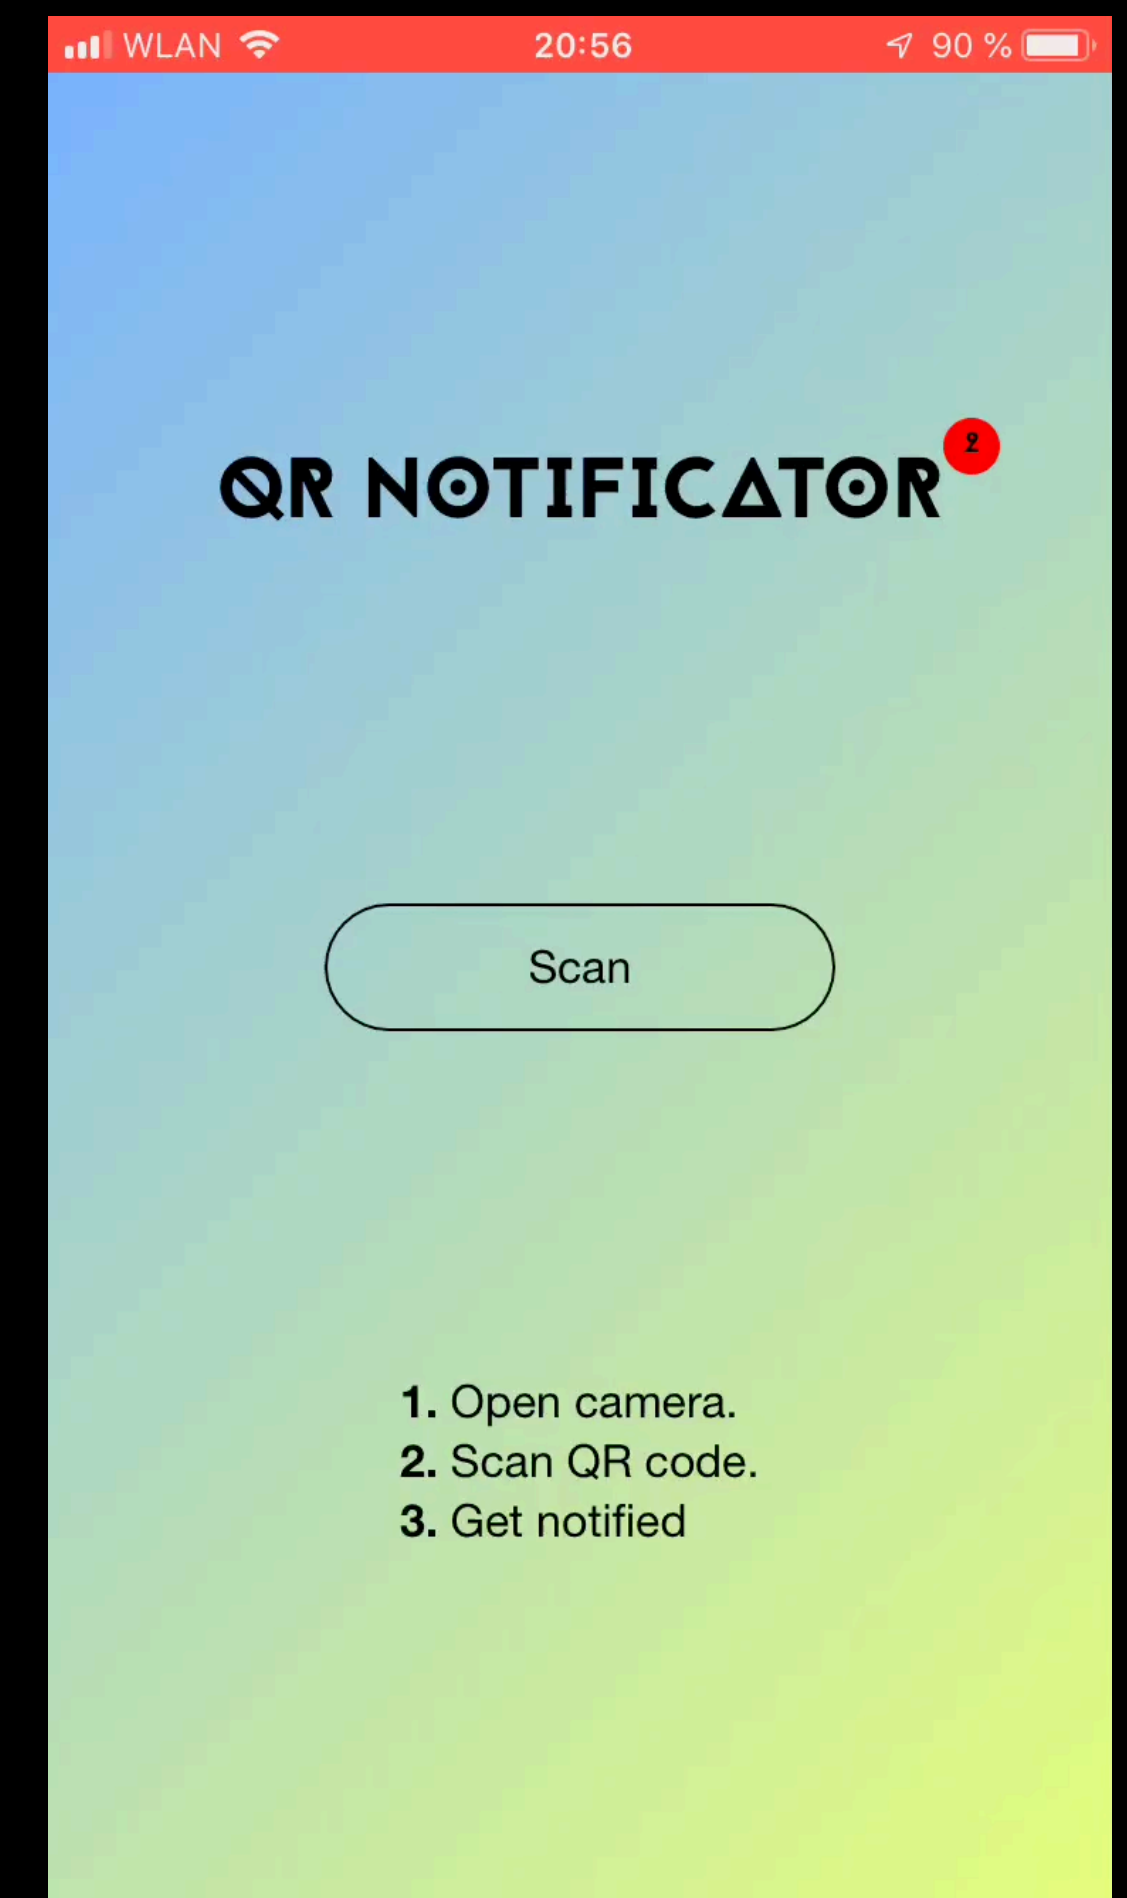 WLAN 20:56 90 %
2
QR NOTIFICATOR
Scan
1. Open camera.
2. Scan QR code.
3. Get notified